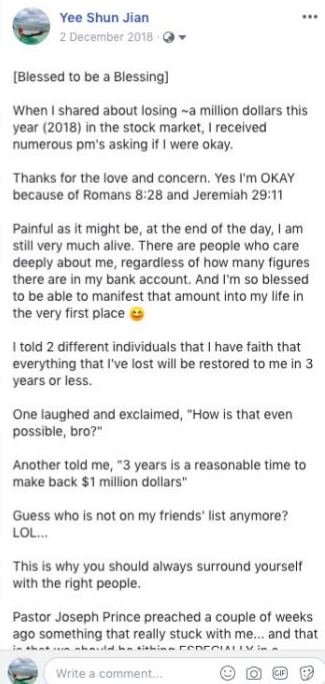 Yee Shun Jian
2 December 2018 ·
[Blessed to be a Blessing]
When I shared about losing ~a million dollars this
year (2018) in the stock market, I received
numerous pm's asking if I were okay.
Thanks for the love and concern. Yes I'm OKAY
because of Romans 8:28 and Jeremiah 29:11
Painful as it might be, at the end of the day, I am
still very much alive. There are people who care
deeply about me, regardless of how many figures
there are in my bank account. And I'm so blessed
to be able to manifest that amount into my life in
the very first place 😄
I told 2 different individuals that I have faith that
everything that I've lost will be restored to me in 3
years or less.
One laughed and exclaimed, "How is that even
possible, bro?"
Another told me, "3 years is a reasonable time to
make back $1 million dollars"
Guess who is not on my friends' list anymore?
LOL...
This is why you should always surround yourself
with the right people.
Pastor Joseph Prince preached a couple of weeks
ago something that really stuck with me... and that
is that we should be tithing ESPECIALLY in a
Write a comment...
GIF